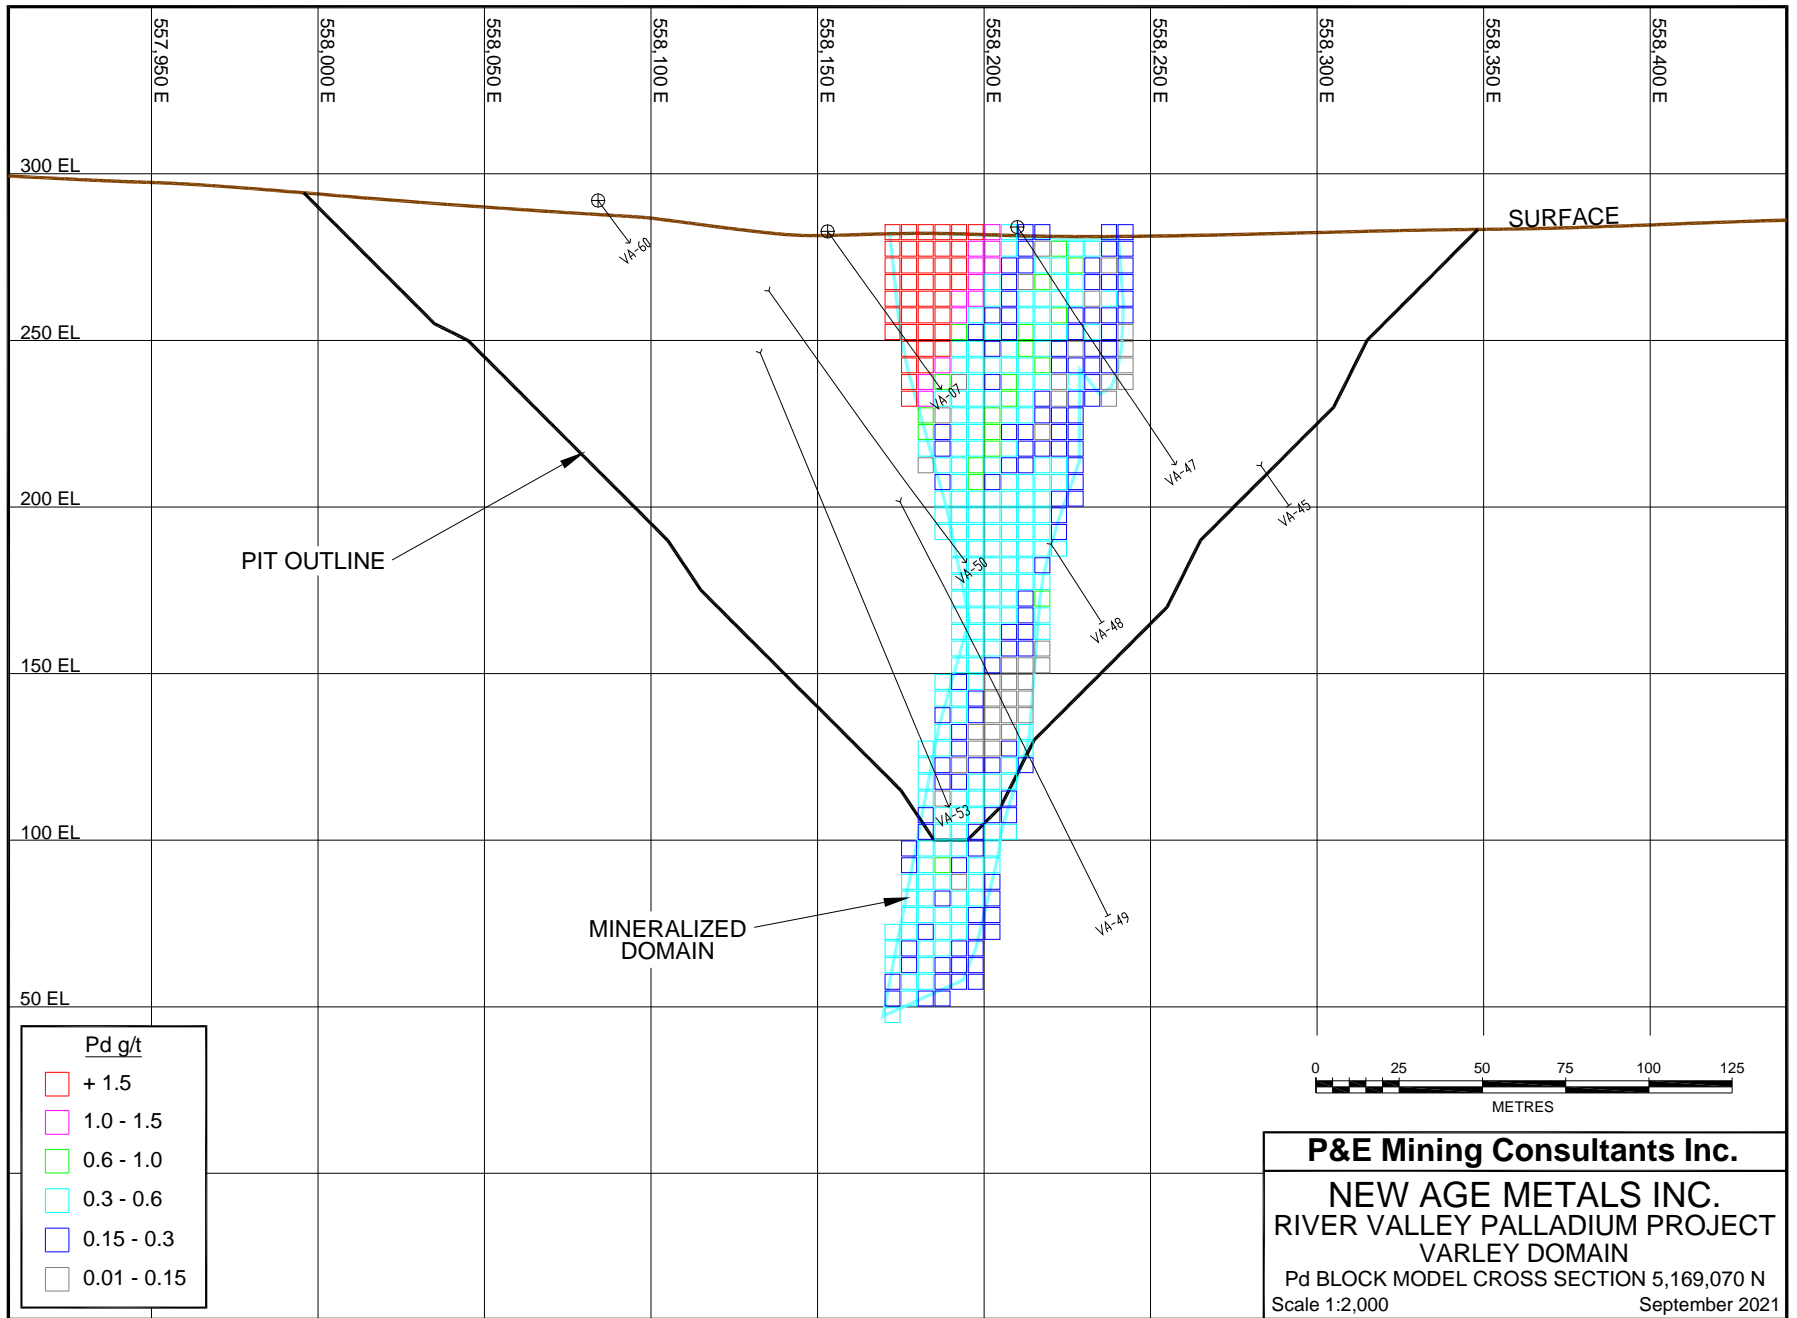 557,950 E
558,000 E
558,050 E
558,100 E
558,150 E
558,200 E
558,250 E
558,300 E
558,350 E
558,400 E
300 EL
SURFACE
VA-60
250 EL
VA-07
VA-47
200 EL
VA-45
PIT OUTLINE
VA-50
VA-48
150 EL
VA-53
100 EL
VA-49
MINERALIZED
DOMAIN
50 EL
Pd g/t
+ 1.5
1.0 - 1.5
0.6 - 1.0
0.3 - 0.6
0.15 - 0.3
0.01 - 0.15
0 25 50 75 100 125
METRES
P&E Mining Consultants Inc.
NEW AGE METALS INC.
RIVER VALLEY PALLADIUM PROJECT
VARLEY DOMAIN
Pd BLOCK MODEL CROSS SECTION 5,169,070 N
Scale 1:2,000 September 2021